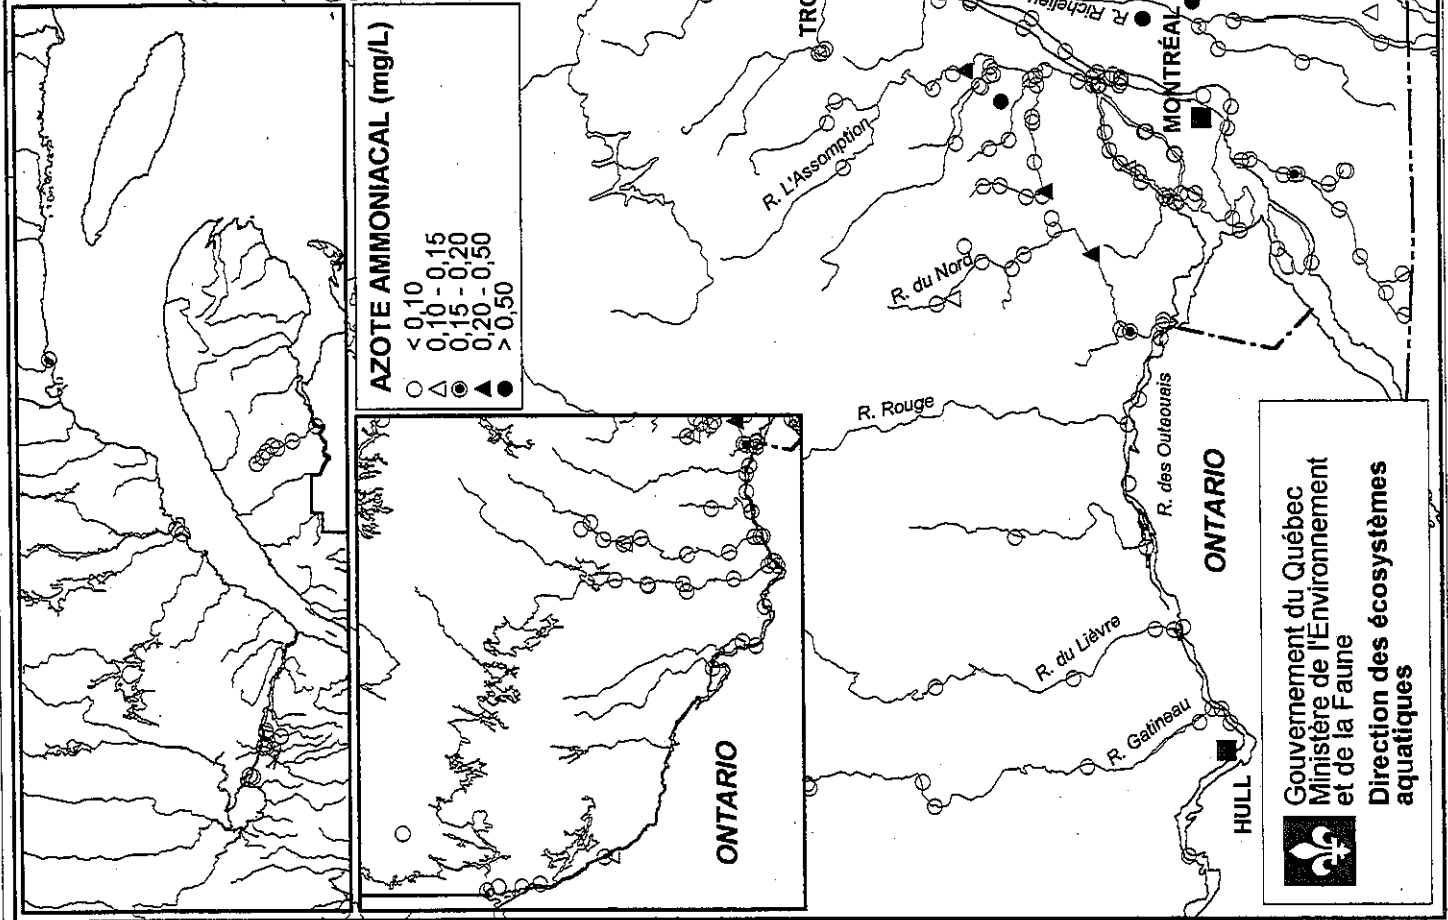 AZOTE AMMONIACAL (mg/L)
< 0,10
0,10 - 0,15
0,15 - 0,20
0,20 - 0,50
> 0,50
ONTARIO
HULL
R. Gatineau
R. du Lièvre
R. des Outaouais
ONTARIO
R. Rouge
R. du Nord
R. L'Assomption
MONTRÉAL
R. Richelieu
TRO
Gouvernement du Québec
Ministère de l'Environnement
et de la Faune
Direction des écosystèmes
aquatiques